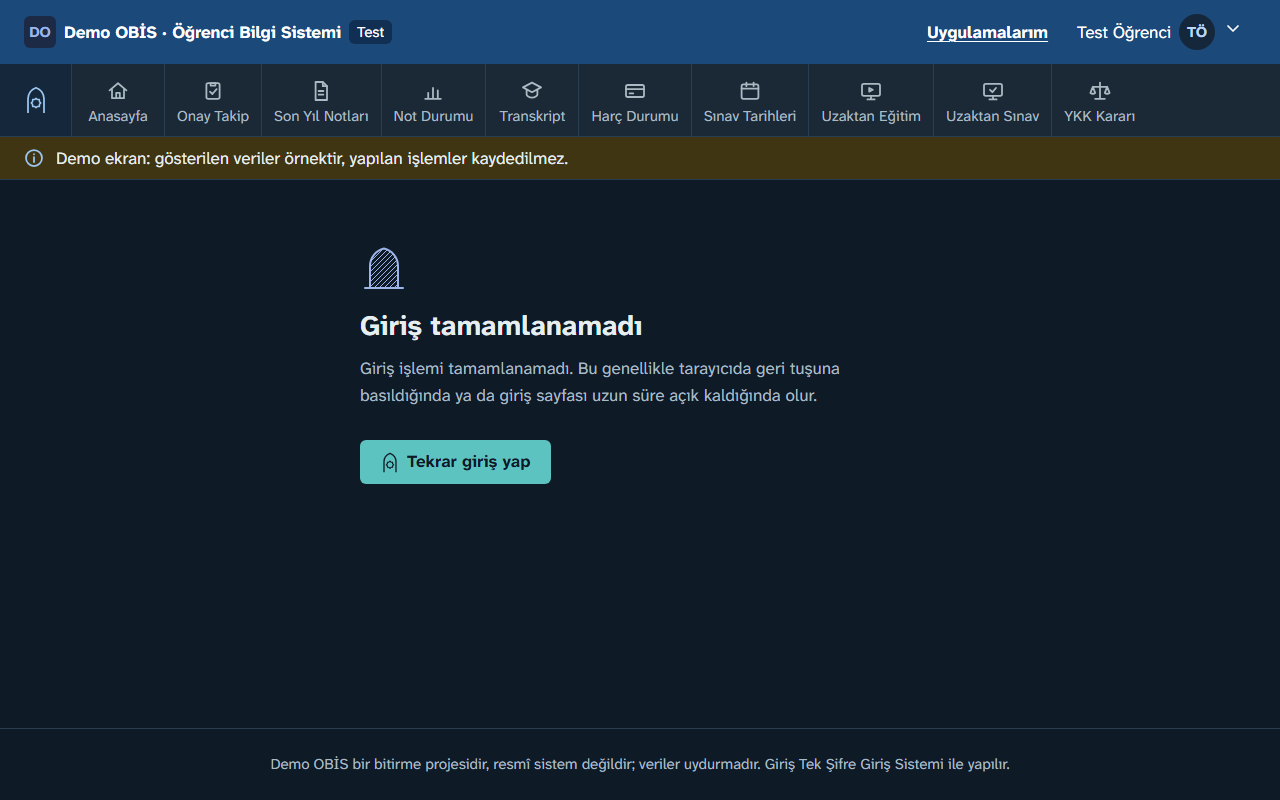 DO Demo OBİS · Öğrenci Bilgi Sistemi Test Uygulamalarım Test Öğrenci TÖ
Anasayfa Onay Takip Son Yıl Notları Not Durumu Transkript Harç Durumu Sınav Tarihleri Uzaktan Eğitim Uzaktan Sınav YKK Kararı
Demo ekran: gösterilen veriler örnektir, yapılan işlemler kaydedilmez.
Giriş tamamlanamadı
Giriş işlemi tamamlanamadı. Bu genellikle tarayıcıda geri tuşuna
basıldığında ya da giriş sayfası uzun süre açık kaldığında olur.
Tekrar giriş yap
Demo OBİS bir bitirme projesidir, resmî sistem değildir; veriler uydurmadır. Giriş Tek Şifre Giriş Sistemi ile yapılır.